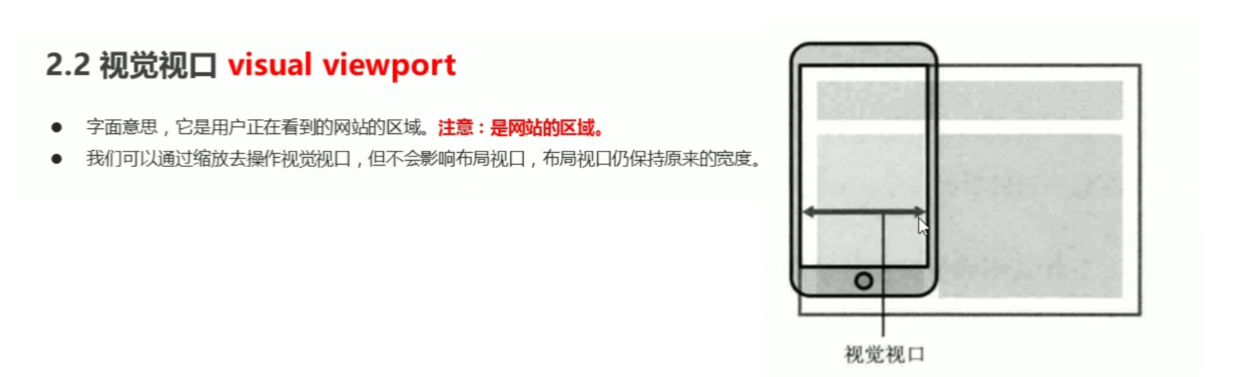 2.2 视觉视口 visual viewport
● 字面意思，它是用户正在看到的网站的区域。注意：是网站的区域。
● 我们可以通过缩放去操作视觉视口，但不会影响布局视口，布局视口仍保持原来的宽度。
视觉视口